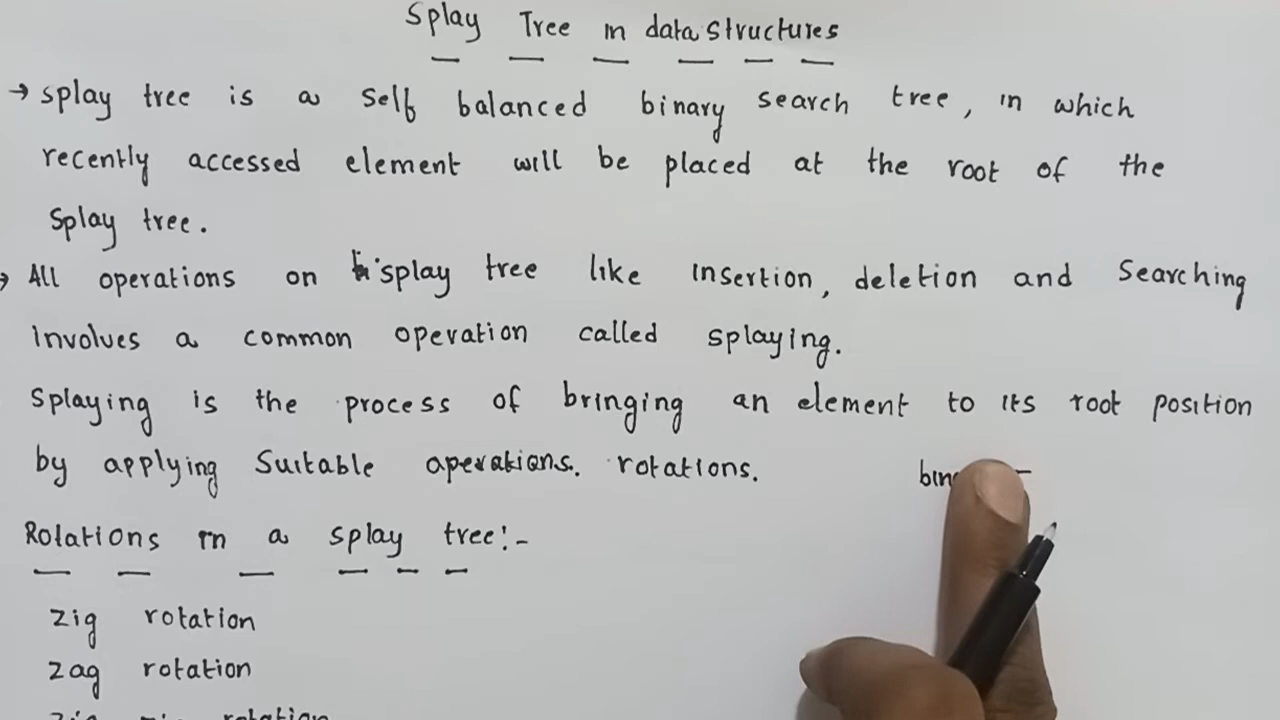 Splay Tree in data structures
→ splay tree is a self balanced binary search tree, in which
recently accessed element will be placed at the root of the
Splay tree.
→ All operations on splay tree like insertion, deletion and Searching
involves a common operation called splaying.
Splaying is the process of bringing an element to its root position
by applying Suitable operations. rotations.
Rotations in a splay tree:-
zig rotation
zag rotation
rotation